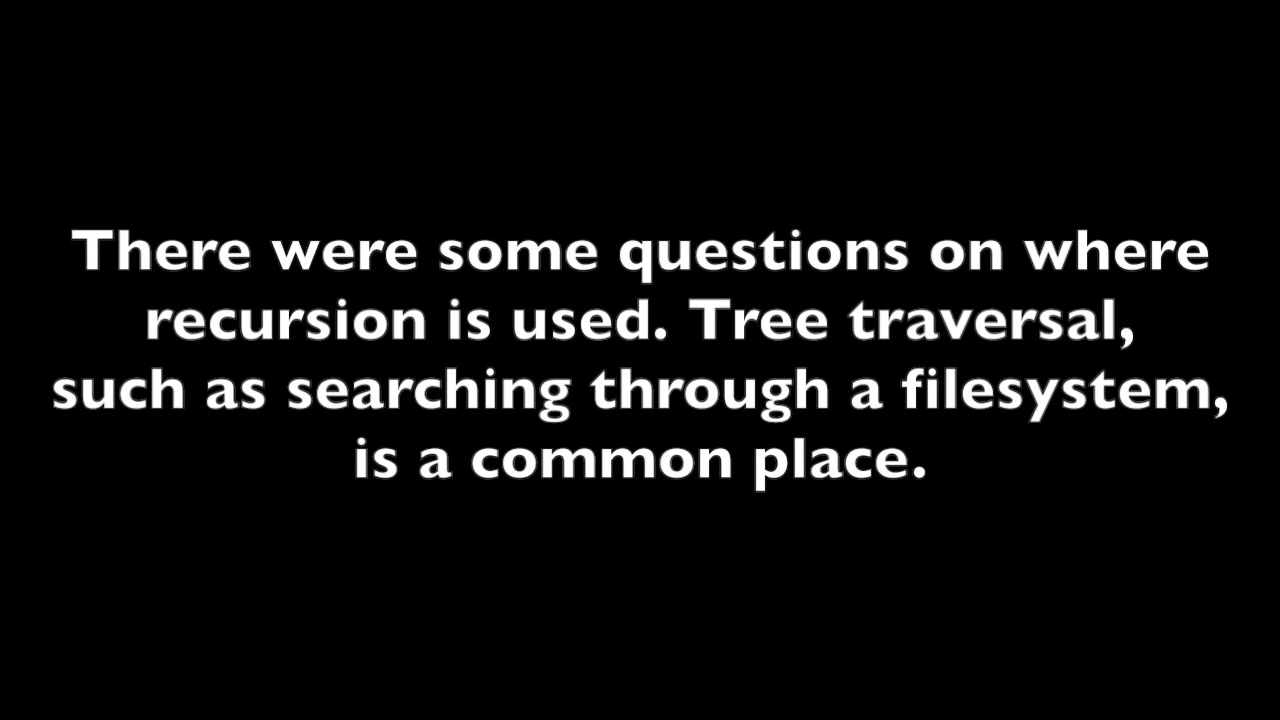 There were some questions on where
recursion is used. Tree traversal,
such as searching through a filesystem,
is a common place.